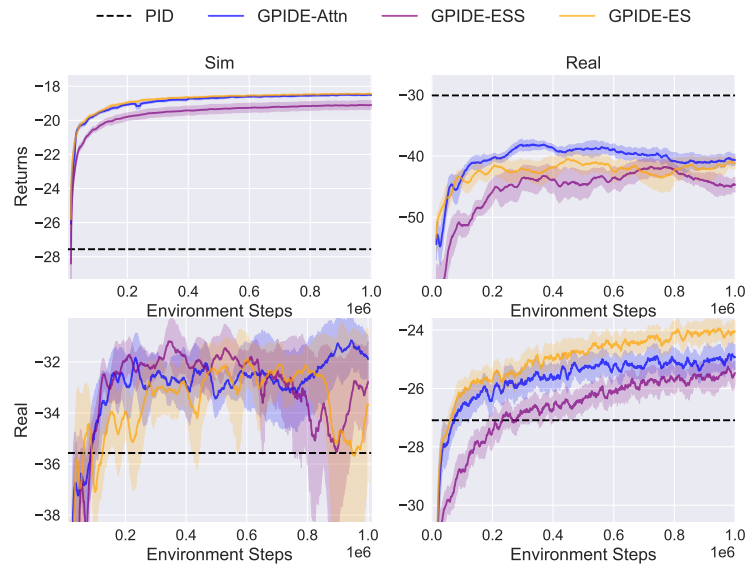 PID GPIDE-Attn GPIDE-ESS GPIDE-ES
Sim Real
Returns
−18
−20
−22
−24
−26
−28
0.2 0.4 0.6 0.8 1.0
Environment Steps
1e6
−30
−40
−50
0.0 0.2 0.4 0.6 0.8 1.0
Environment Steps
1e6
Real
−32
−33
−35
−36
−38
0.2 0.4 0.6 0.8 1.0
Environment Steps
1e6
−24
−26
−28
−30
0.0 0.2 0.4 0.6 0.8 1.0
Environment Steps
1e6